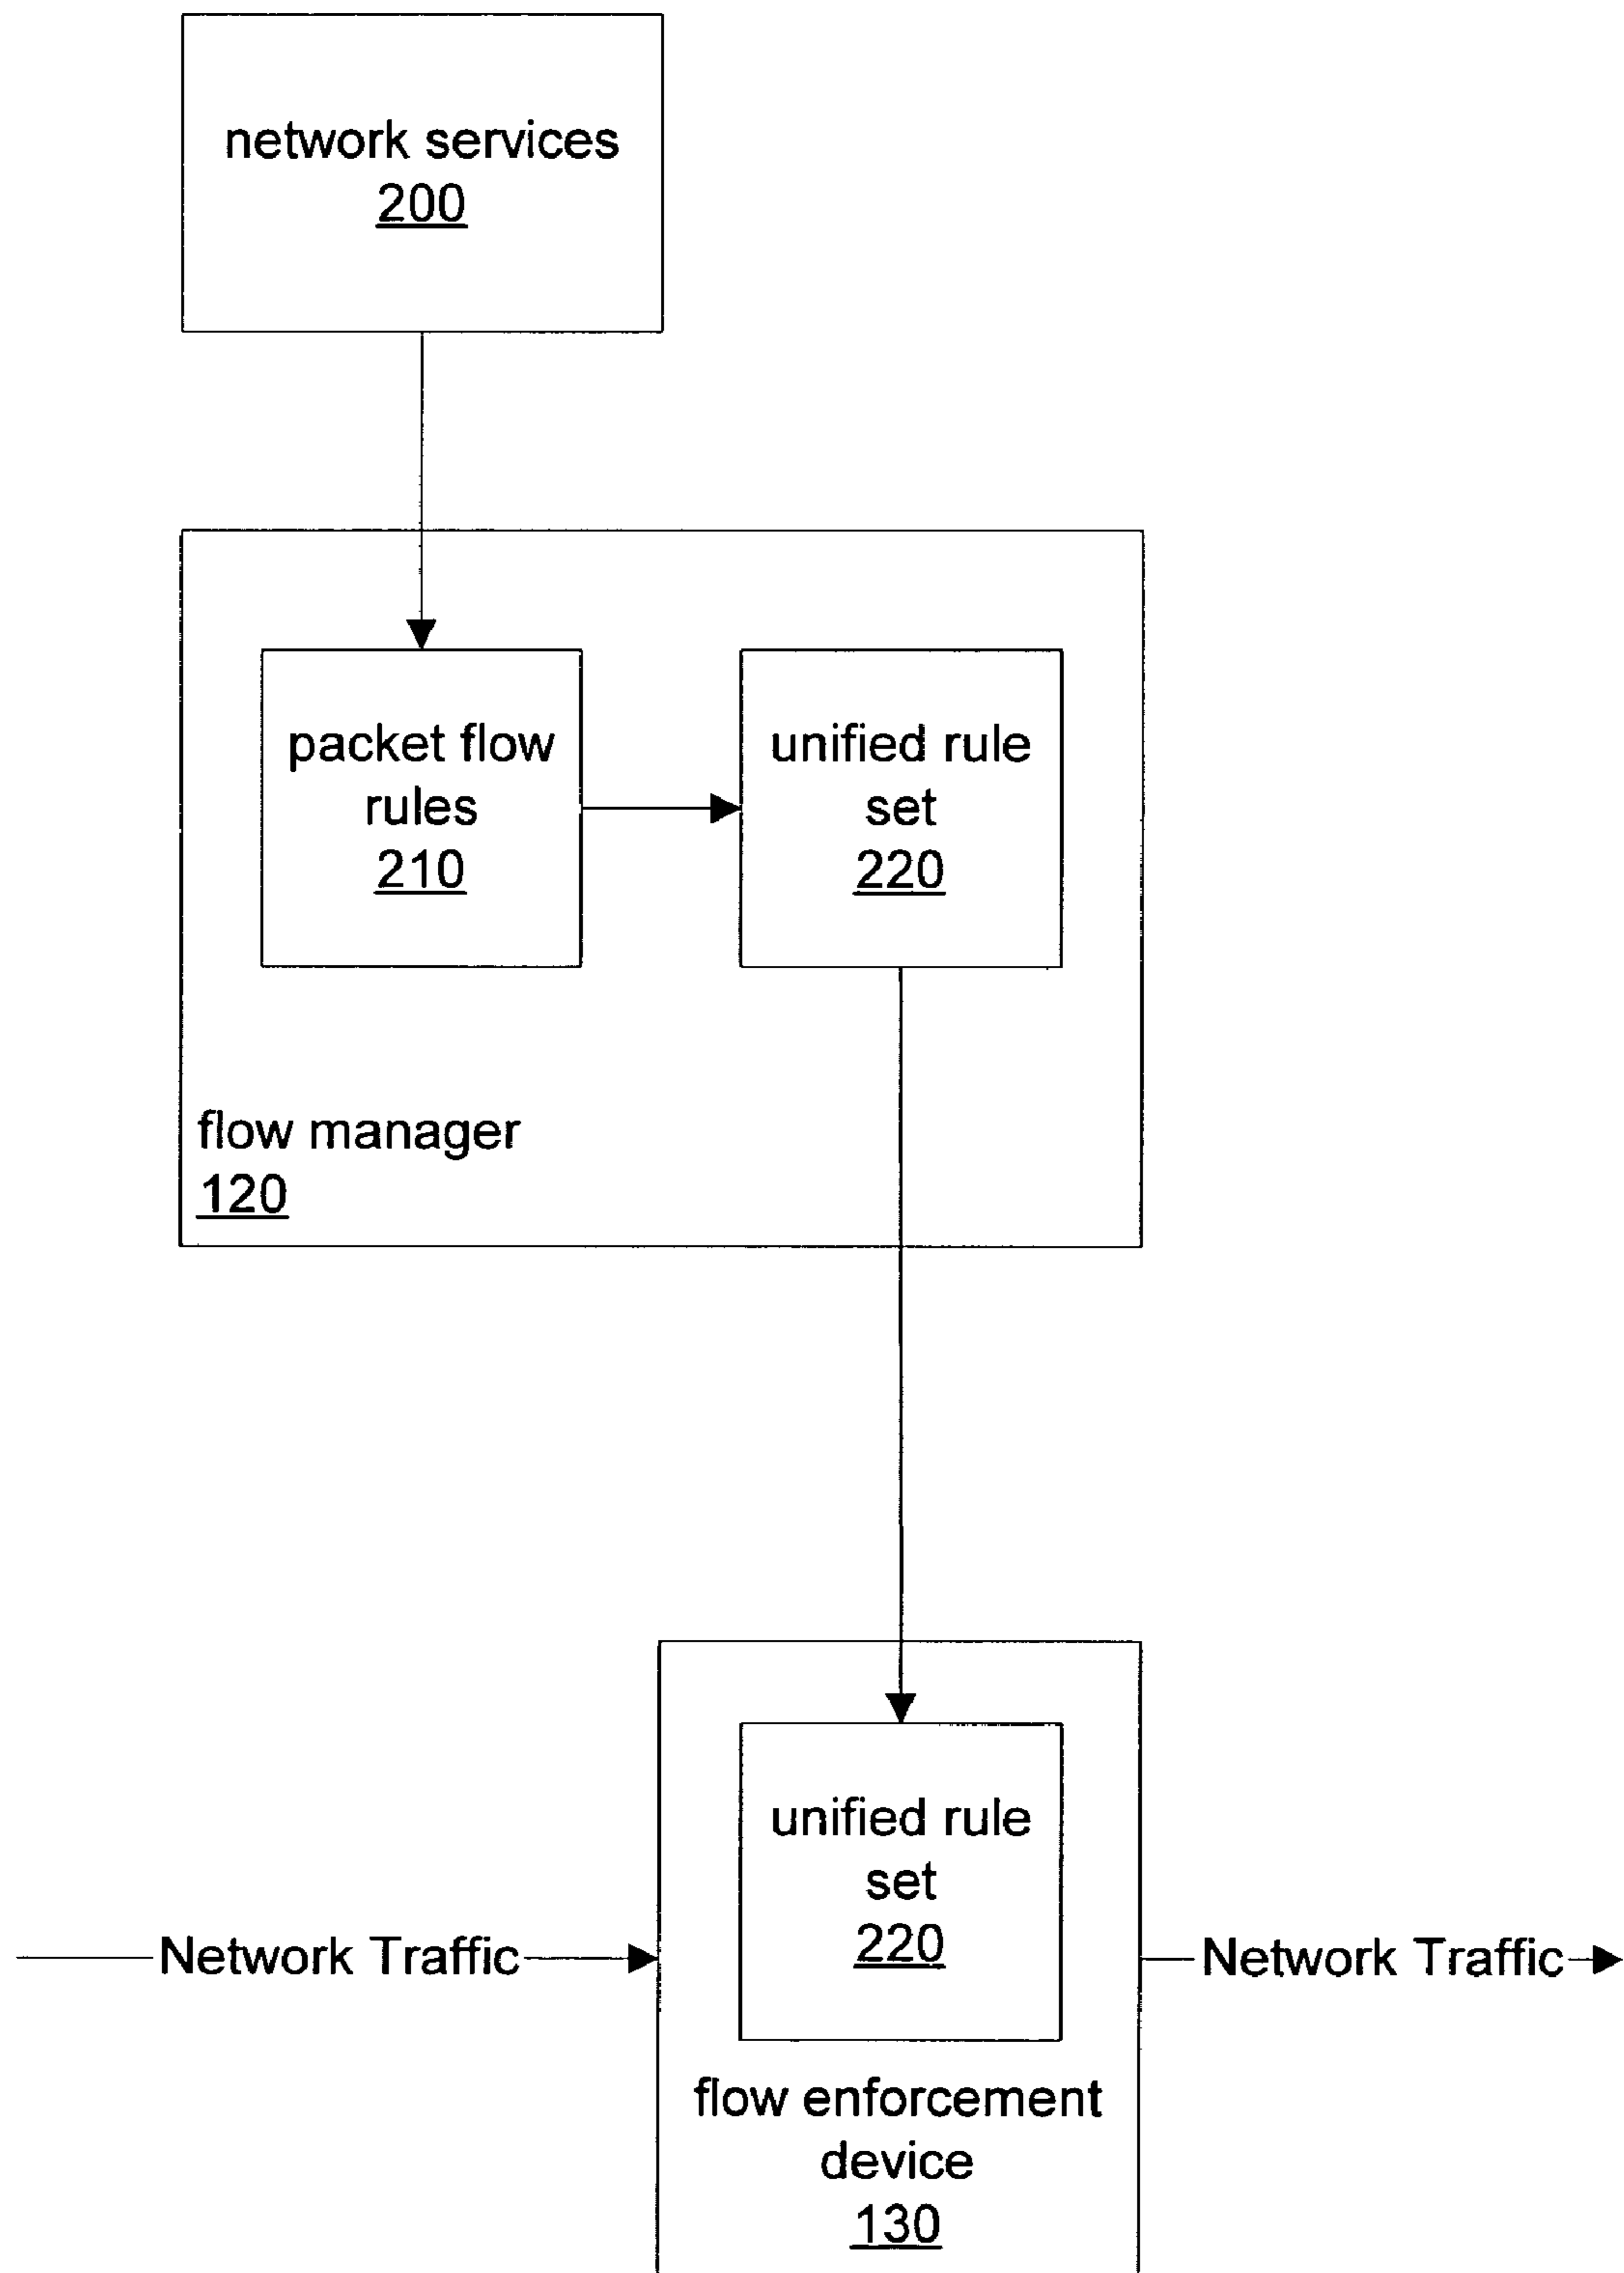 network services
200
packet flow
rules
210
unified rule
set
220
flow manager
120
unified rule
set
220
Network Traffic
Network Traffic
flow enforcement
device
130